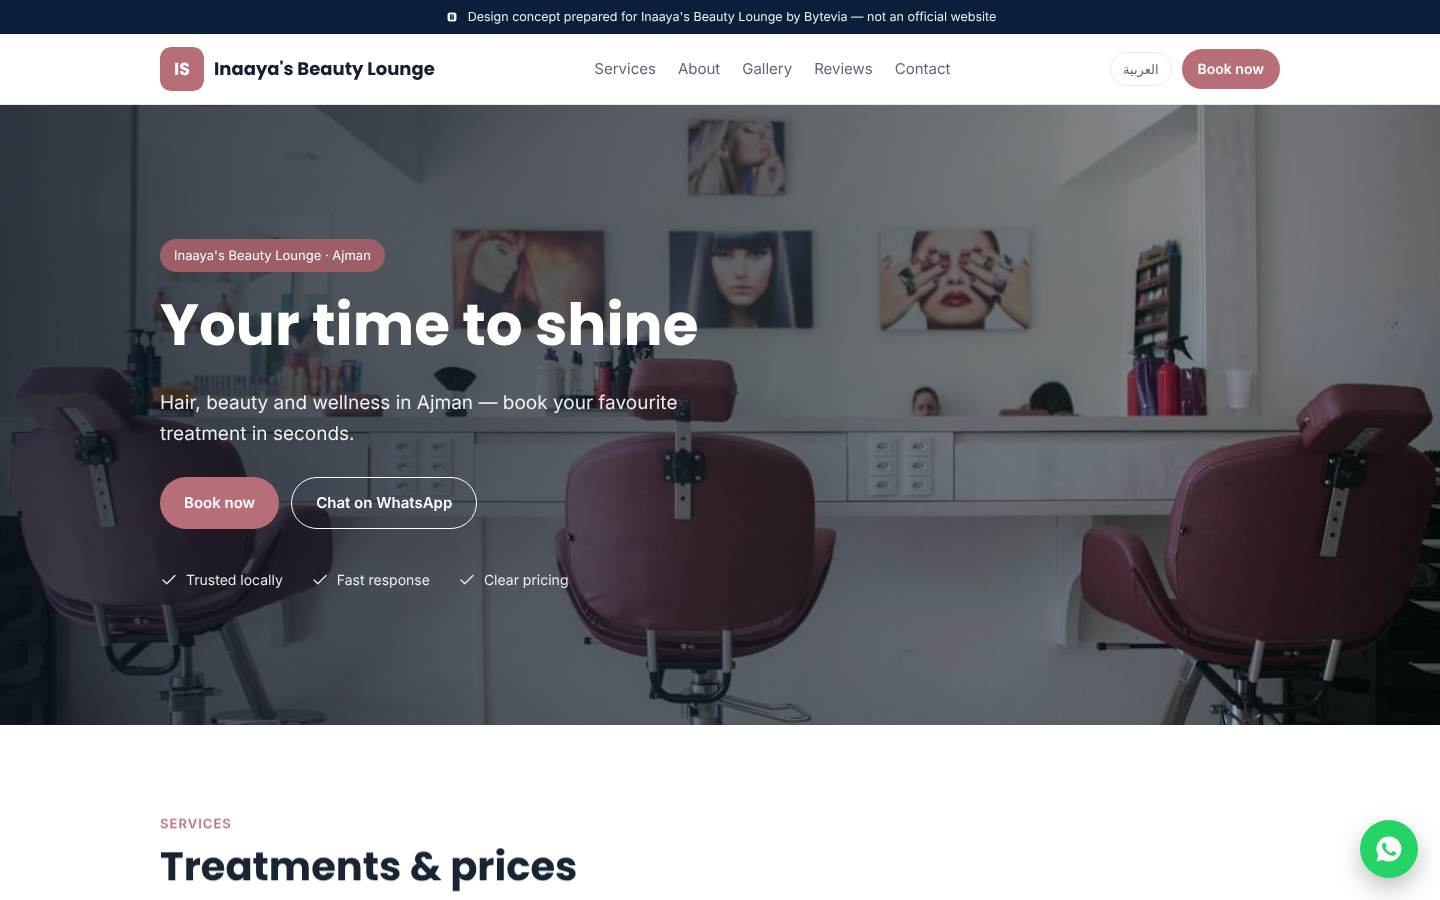 Design concept prepared for Inaaya's Beauty Lounge by Bytevia — not an official website
IS
Inaaya's Beauty Lounge
Services
About
Gallery
Reviews
Contact
العربية
Book now
Inaaya's Beauty Lounge · Ajman
Your time to shine
Hair, beauty and wellness in Ajman — book your favourite
treatment in seconds.
Book now
Chat on WhatsApp
Trusted locally
Fast response
Clear pricing
SERVICES
Treatments & prices